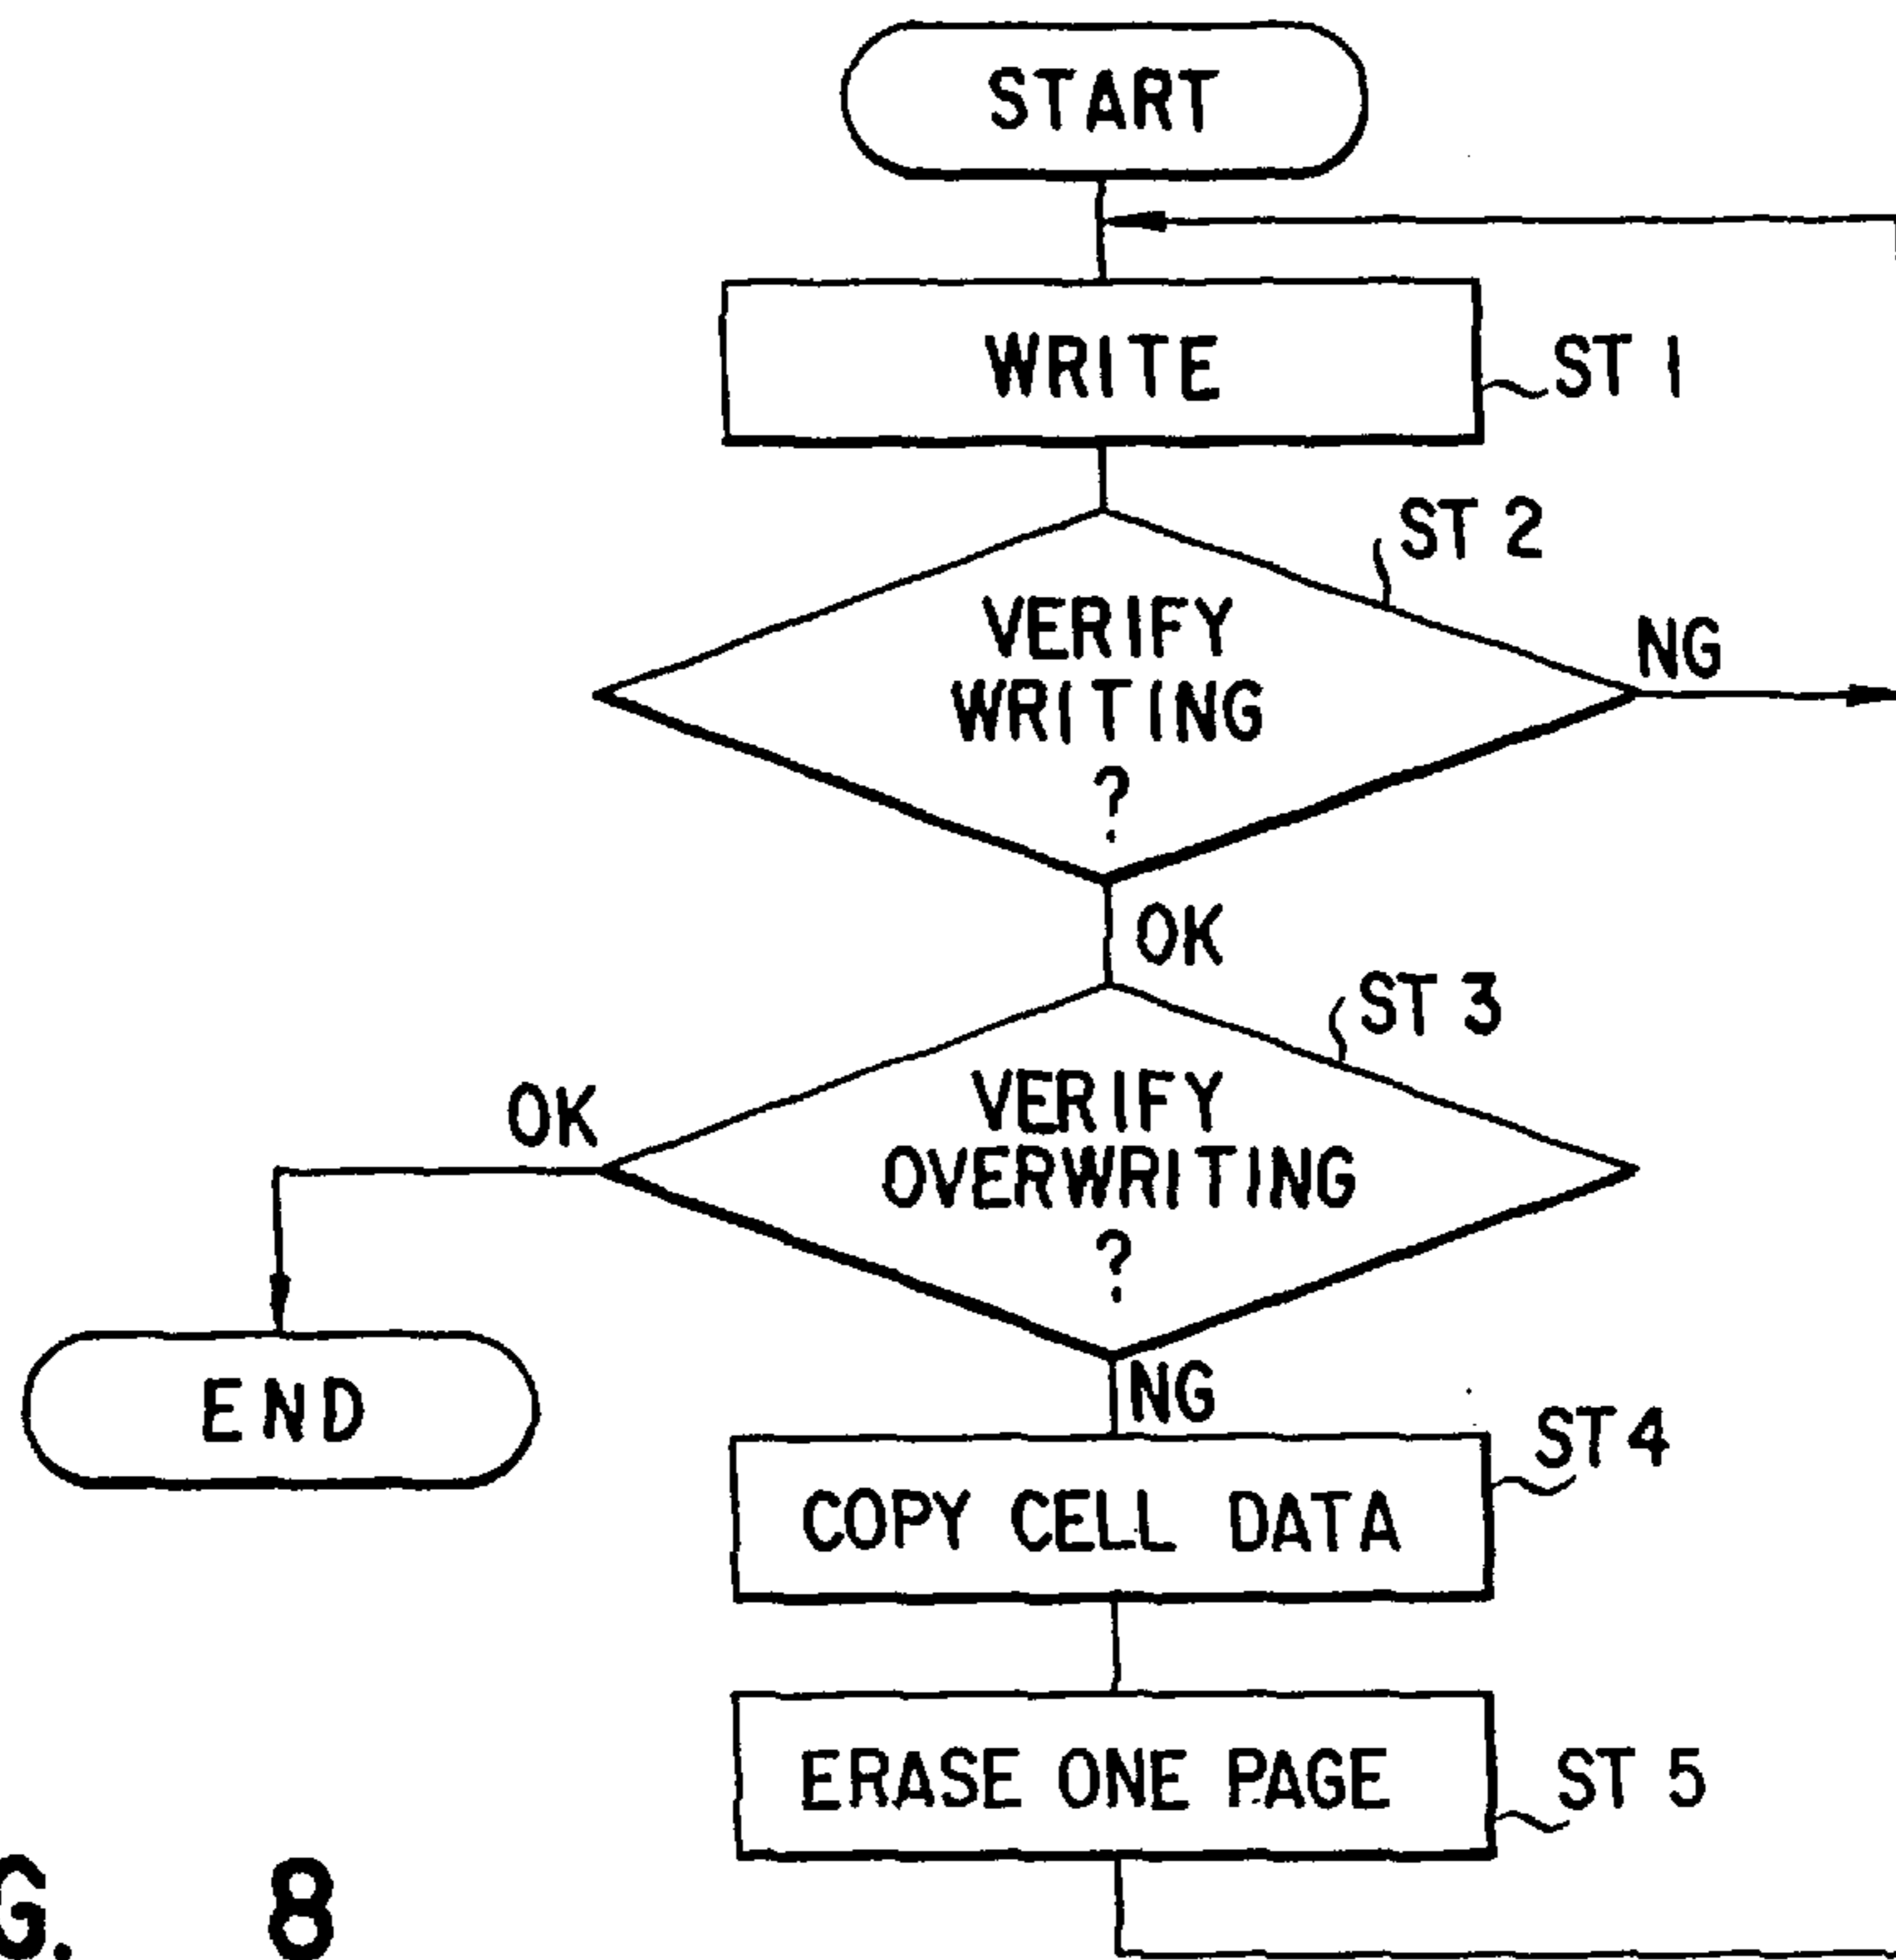 START
WRITE
ST 1
ST 2
VERIFY
WRITING
?
NG
OK
ST 3
VERIFY
OVERWRITING
?
OK
END
NG
ST4
COPY CELL DATA
ERASE ONE PAGE
ST 5
G. 8